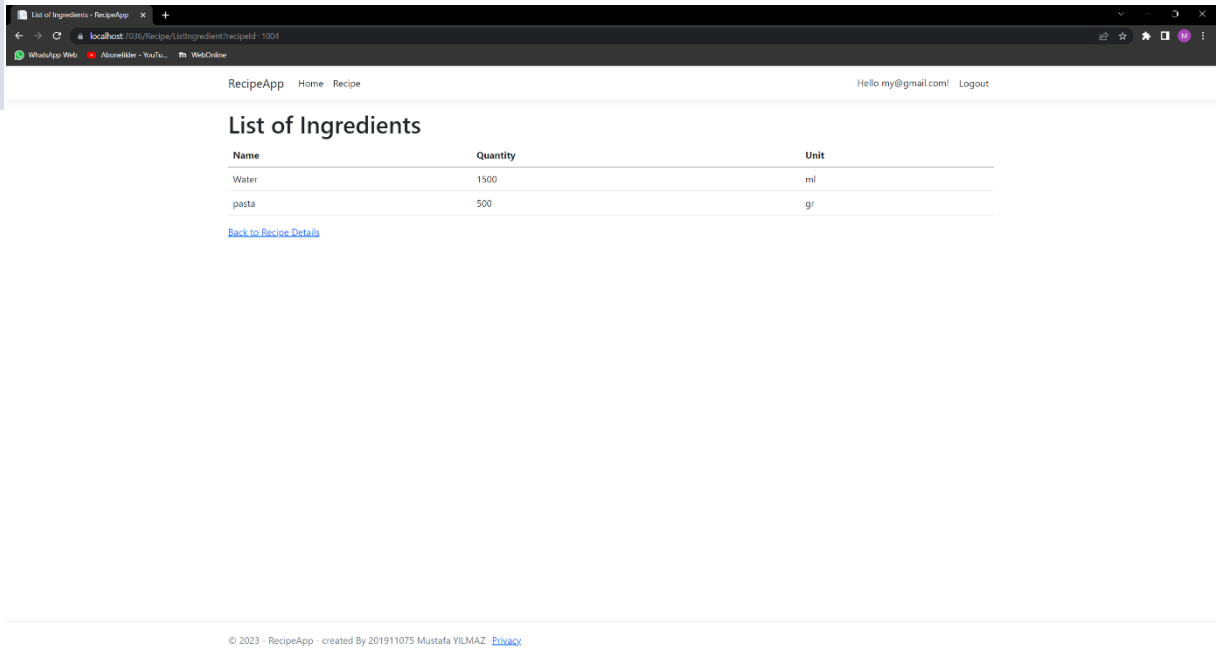 List of Ingredients - RecipeApp
localhost:7036/Recipe/ListIngredient?recipeId=1004
M
WhatsApp Web Abonelikler - YouTu... WebOnline
RecipeApp Home Recipe Hello my@gmail.com! Logout
List of Ingredients
Name Quantity Unit
Water 1500 ml
pasta 500 gr
Back to Recipe Details
© 2023 - RecipeApp - created By 201911075 Mustafa YILMAZ - Privacy